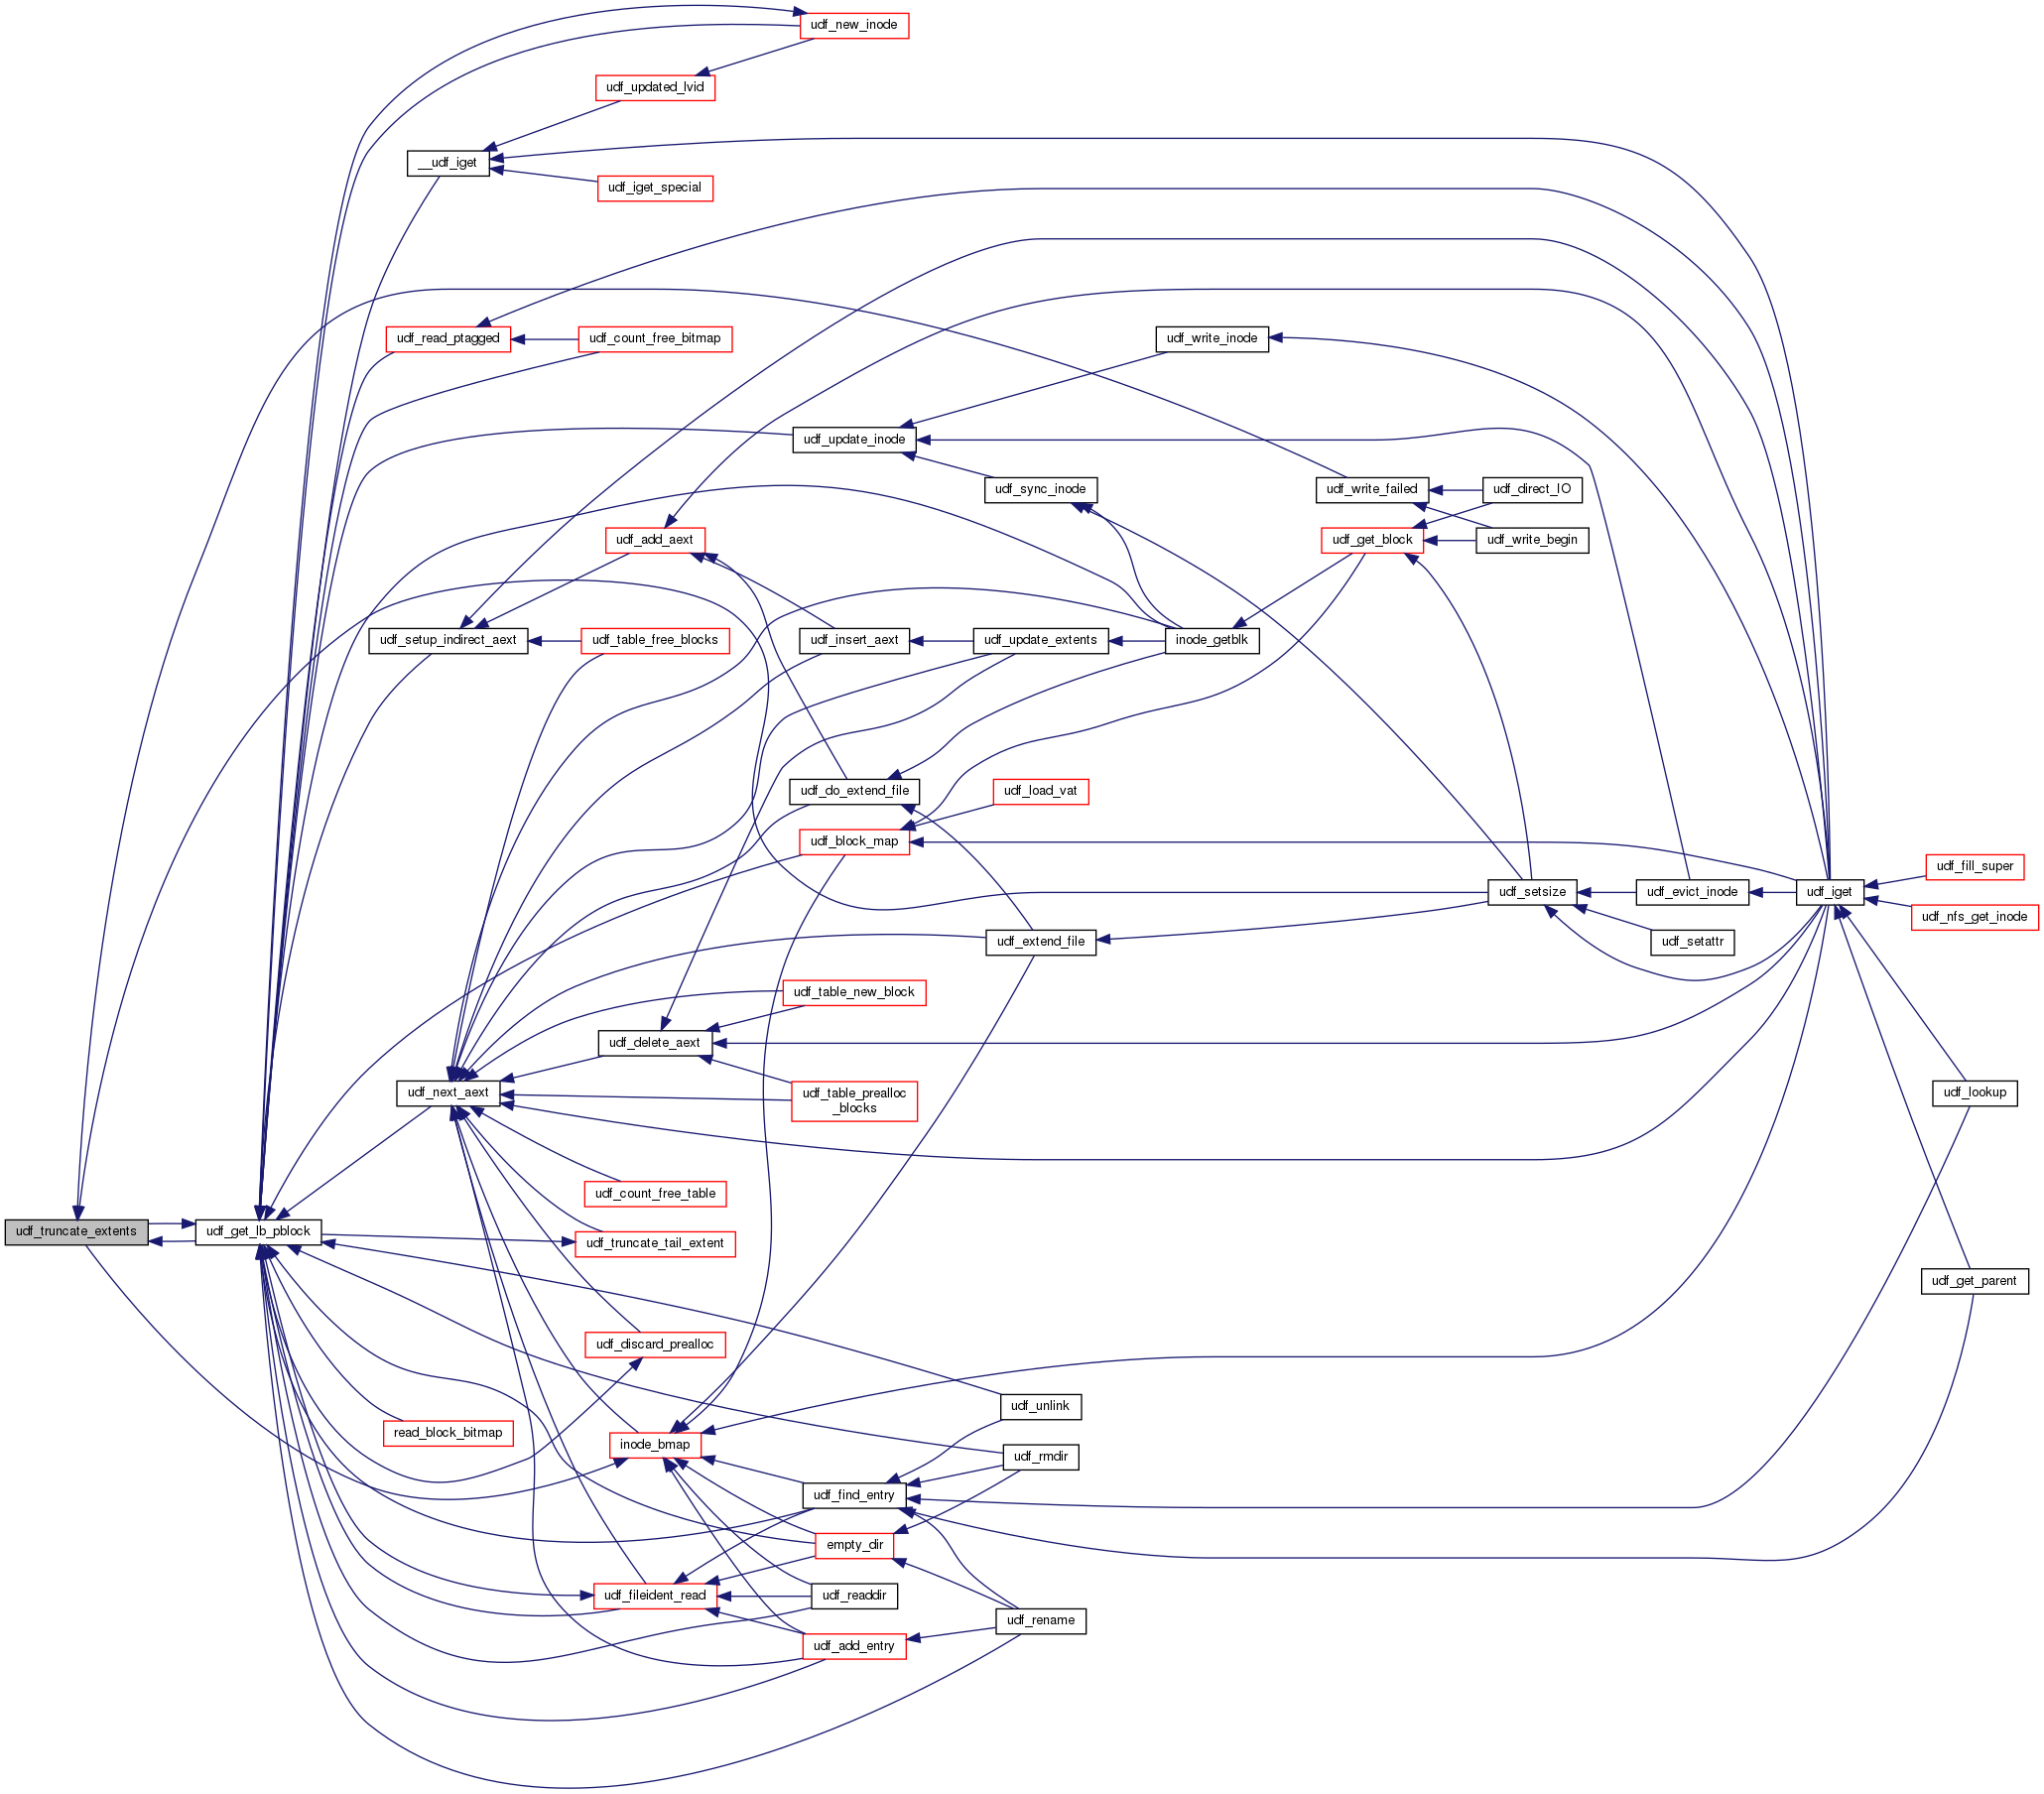 udf_new_inode
udf_updated_lvid
__udf_iget
udf_iget_special
udf_read_ptagged
udf_count_free_bitmap
udf_write_inode
udf_update_inode
udf_sync_inode
udf_write_failed
udf_direct_IO
udf_add_aext
udf_get_block
udf_write_begin
udf_setup_indirect_aext
udf_table_free_blocks
udf_insert_aext
udf_update_extents
inode_getblk
udf_do_extend_file
udf_load_vat
udf_block_map
udf_fill_super
udf_setsize
udf_evict_inode
udf_iget
udf_nfs_get_inode
udf_extend_file
udf_setattr
udf_table_new_block
udf_delete_aext
udf_next_aext
udf_table_prealloc
_blocks
udf_lookup
udf_count_free_table
udf_truncate_extents
udf_get_lb_pblock
udf_truncate_tail_extent
udf_get_parent
udf_discard_prealloc
udf_unlink
read_block_bitmap
inode_bmap
udf_rmdir
udf_find_entry
empty_dir
udf_fileident_read
udf_readdir
udf_rename
udf_add_entry